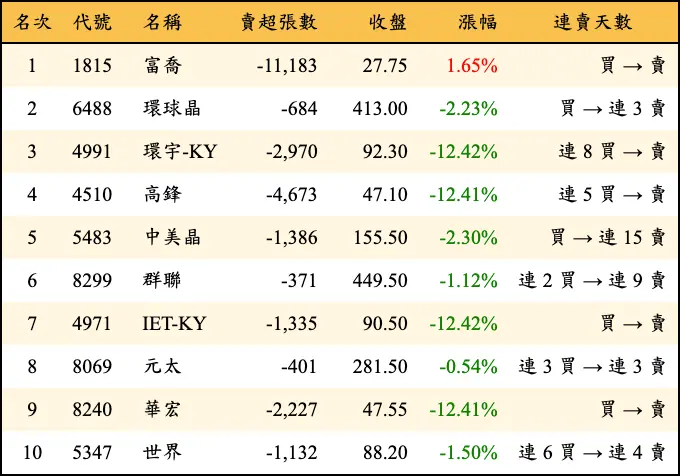 名次 代號 名稱 賣超張數 收盤 漲幅 連賣天數
1 1815 富喬 -11,183 27.75 1.65% 買 → 賣
2 6488 環球晶 -684 413.00 -2.23% 買 → 連 3 賣
3 4991 環宇-KY -2,970 92.30 -12.42% 連 8 買 → 賣
4 4510 高鋒 -4,673 47.10 -12.41% 連 5 買 → 賣
5 5483 中美晶 -1,386 155.50 -2.30% 買 → 連 15 賣
6 8299 群聯 -371 449.50 -1.12% 連 2 買 → 連 9 賣
7 4971 IET-KY -1,335 90.50 -12.42% 買 → 賣
8 8069 元太 -401 281.50 -0.54% 連 3 買 → 連 3 賣
9 8240 華宏 -2,227 47.55 -12.41% 買 → 賣
10 5347 世界 -1,132 88.20 -1.50% 連 6 買 → 連 4 賣